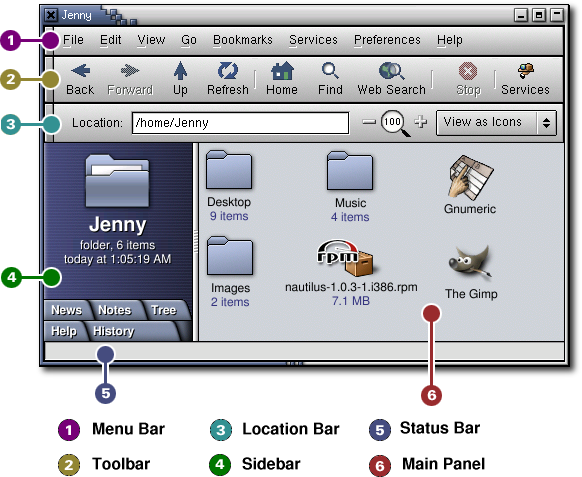 Jenny
1 File Edit View Go Bookmarks Services Preferences Help
2 Back Forward Up Refresh Home Find Web Search Stop Services
3 Location: /home/Jenny 100 View as Icons
Jenny
folder, 6 items
today at 1:05:19 AM
4
News Notes Tree
Help History
Desktop
9 items
Music
4 items
Gnumeric
Images
2 items
rpm
nautilus-1.0.3-1.i386.rpm
7.1 MB
The Gimp
5
6
1 Menu Bar
3 Location Bar
5 Status Bar
2 Toolbar
4 Sidebar
6 Main Panel